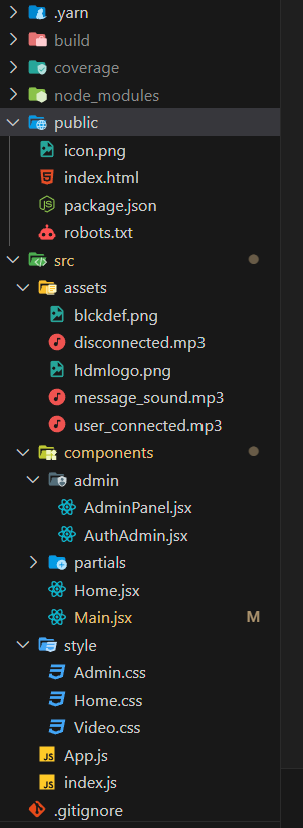 .yarn
build
coverage
node_modules
public
icon.png
index.html
package.json
robots.txt
src
assets
blckdef.png
disconnected.mp3
hdmlogo.png
message_sound.mp3
user_connected.mp3
components
admin
AdminPanel.jsx
AuthAdmin.jsx
partials
Home.jsx
Main.jsx M
style
Admin.css
Home.css
Video.css
JS App.js
JS index.js
.gitignore